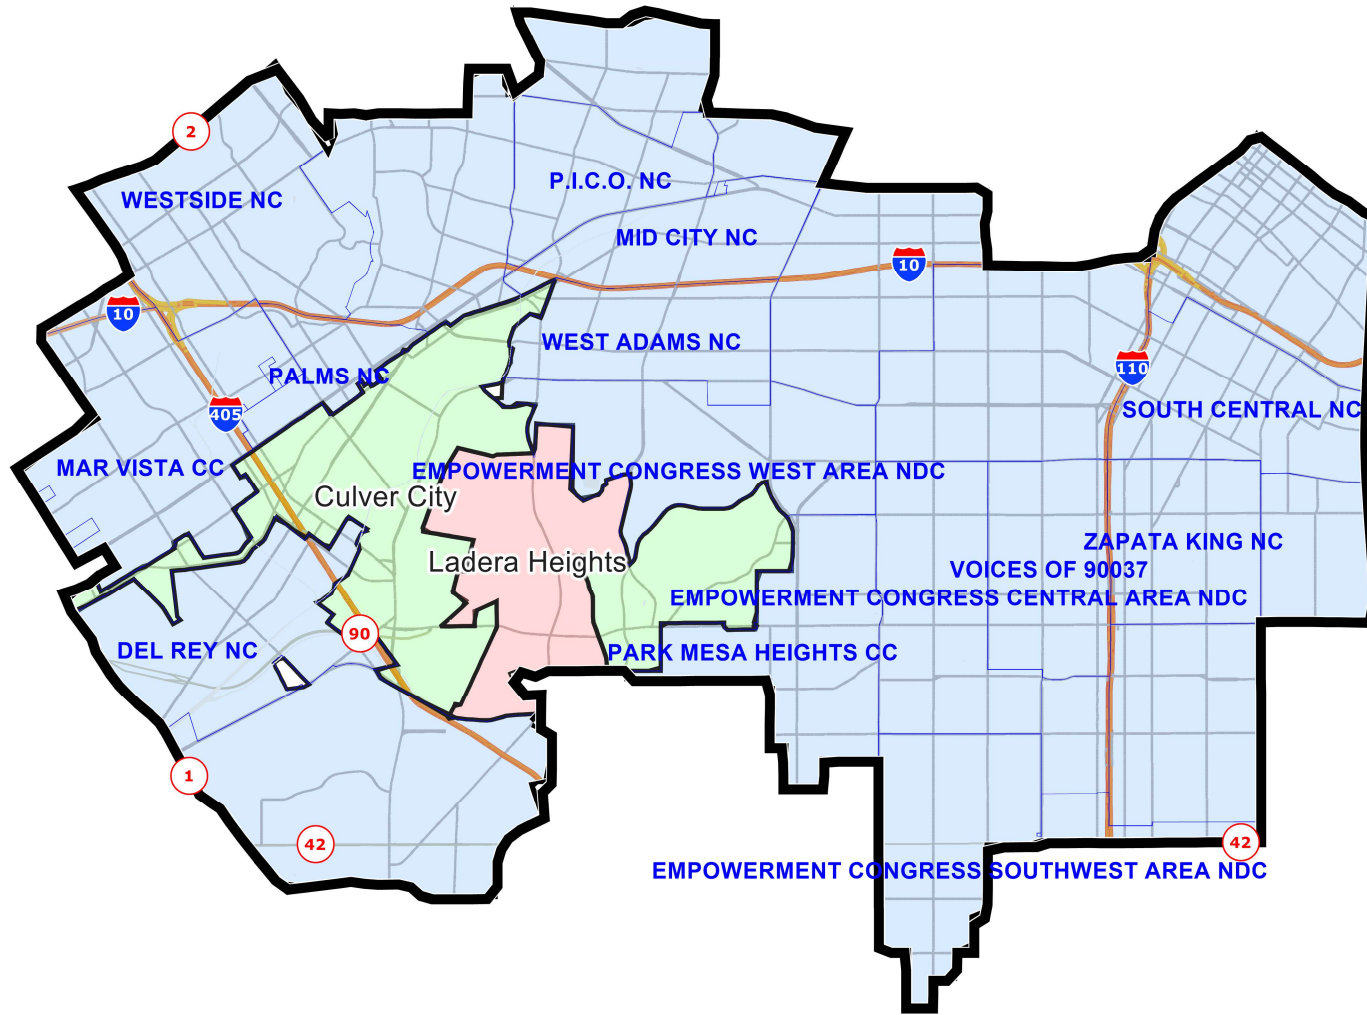 2
WESTSIDE NC
P.I.C.O. NC
MID CITY NC
10
10
WEST ADAMS NC
110
PALMS NC
405
SOUTH CENTRAL NC
MAR VISTA CC
EMPOWERMENT CONGRESS WEST AREA NDC
Culver City
ZAPATA KING NC
Ladera Heights
VOICES OF 90037
EMPOWERMENT CONGRESS CENTRAL AREA NDC
90
DEL REY NC
PARK MESA HEIGHTS CC
1
42
42
EMPOWERMENT CONGRESS SOUTHWEST AREA NDC